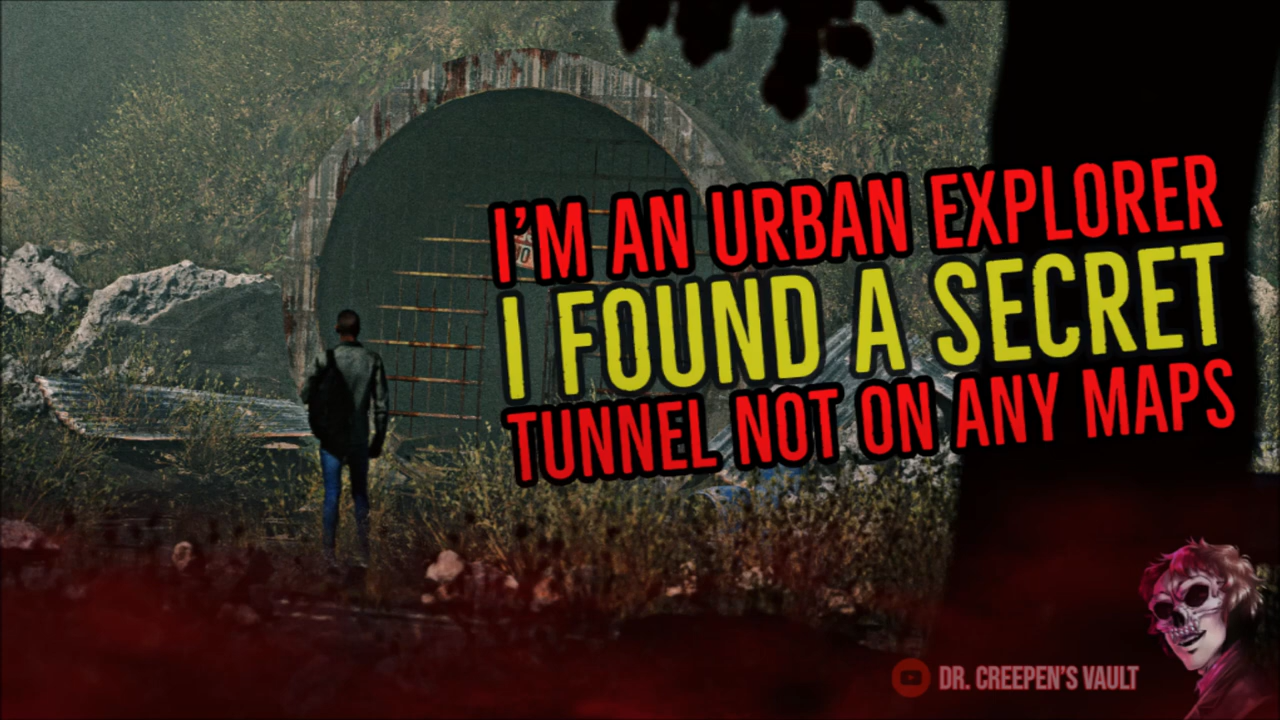 I'M AN URBAN EXPLORER
I FOUND A SECRET
TUNNEL NOT ON ANY MAPS
DR. CREEPEN'S VAULT